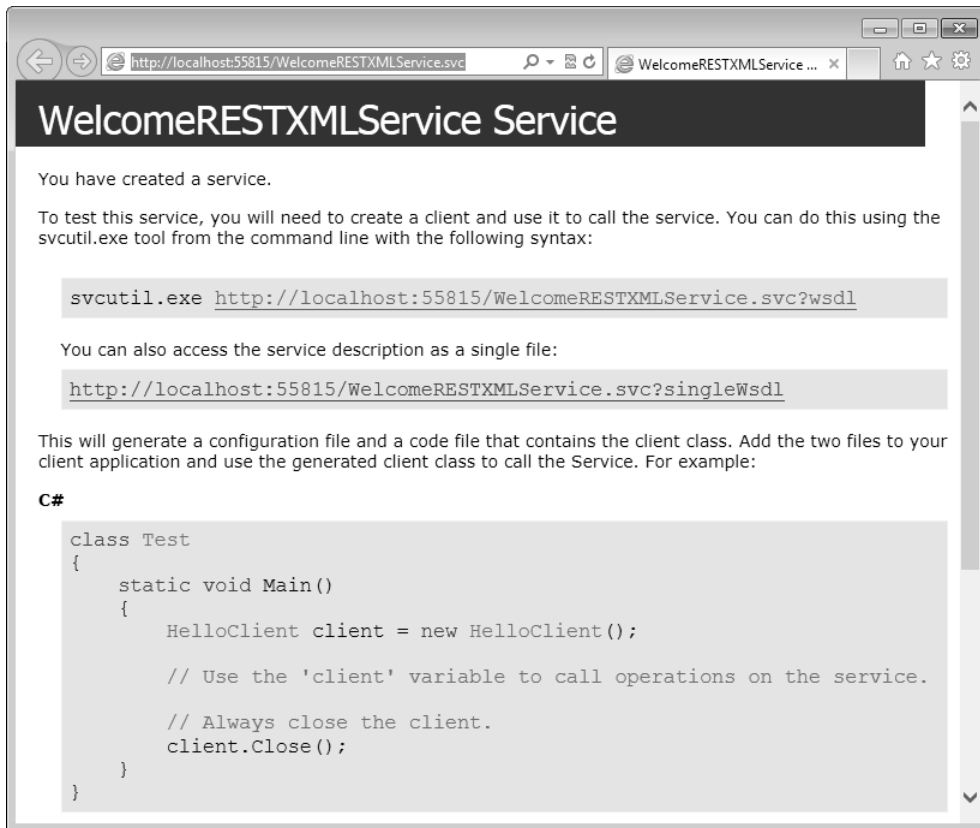 http://localhost:55815/WelcomeRESTXMLService.svc
WelcomeRESTXMLService ...
WelcomeRESTXMLService Service
You have created a service.
To test this service, you will need to create a client and use it to call the service. You can do this using the
svcutil.exe tool from the command line with the following syntax:
svcutil.exe http://localhost:55815/WelcomeRESTXMLService.svc?wsdl
You can also access the service description as a single file:
http://localhost:55815/WelcomeRESTXMLService.svc?singleWsdl
This will generate a configuration file and a code file that contains the client class. Add the two files to your
client application and use the generated client class to call the Service. For example:
C#
class Test
{
    static void Main()
    {
        HelloClient client = new HelloClient();
        // Use the 'client' variable to call operations on the service.
        // Always close the client.
        client.Close();
    }
}